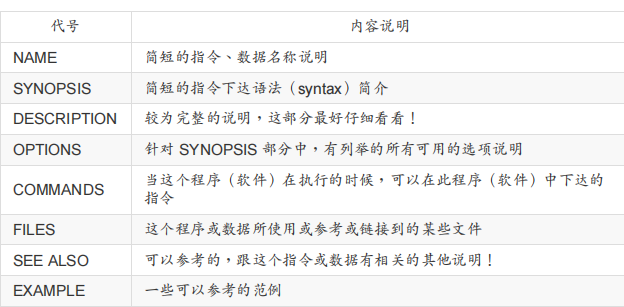 代号 内容说明
NAME 简短的指令、数据名称说明
SYNOPSIS 简短的指令下达语法（syntax）简介
DESCRIPTION 较为完整的说明，这部分最好仔细看看！
OPTIONS 针对 SYNOPSIS 部分中，有列举的所有可用的选项说明
COMMANDS 当这个程序（软件）在执行的时候，可以在此程序（软件）中下达的
指令
FILES 这个程序或数据所使用或参考或链接到的某些文件
SEE ALSO 可以参考的，跟这个指令或数据有相关的其他说明！
EXAMPLE 一些可以参考的范例